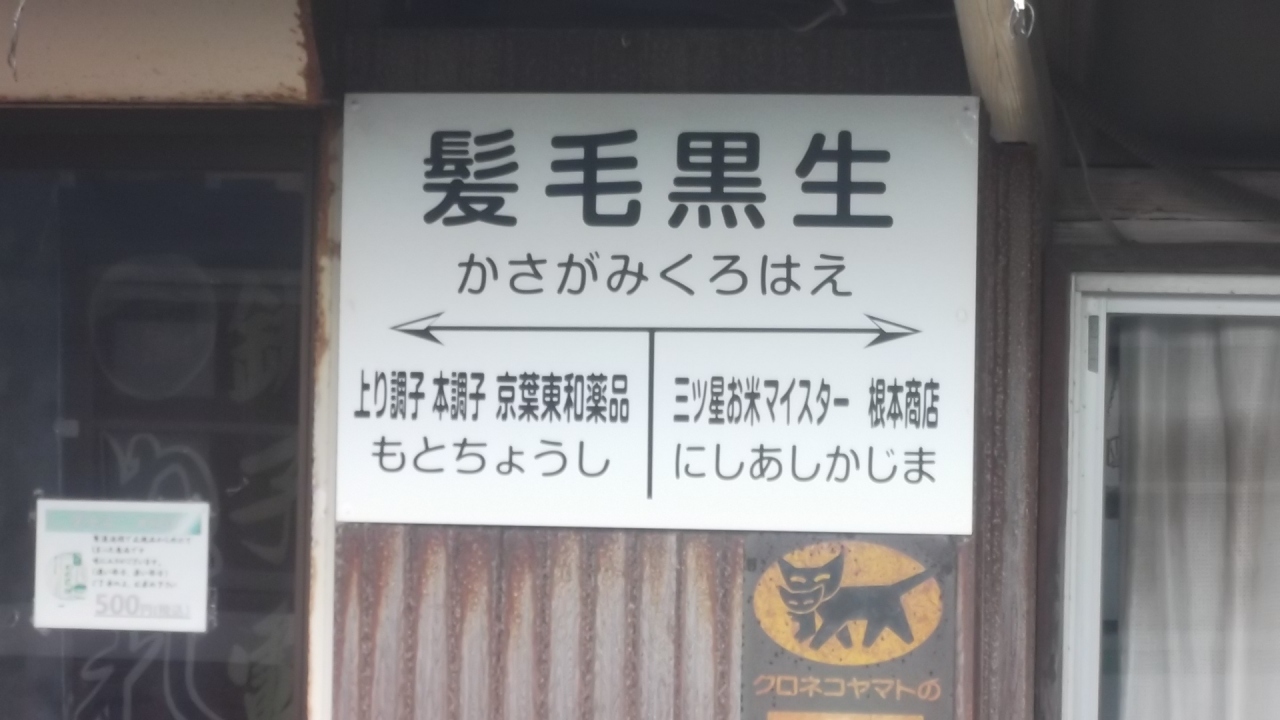 髪毛黒生
かさがみくろはえ
上り調子 本調子 京葉東和薬品
もとちょうし
三ツ星お米マイスター 根本商店
にしあしかじま
500円(税込)
クロネコヤマトの